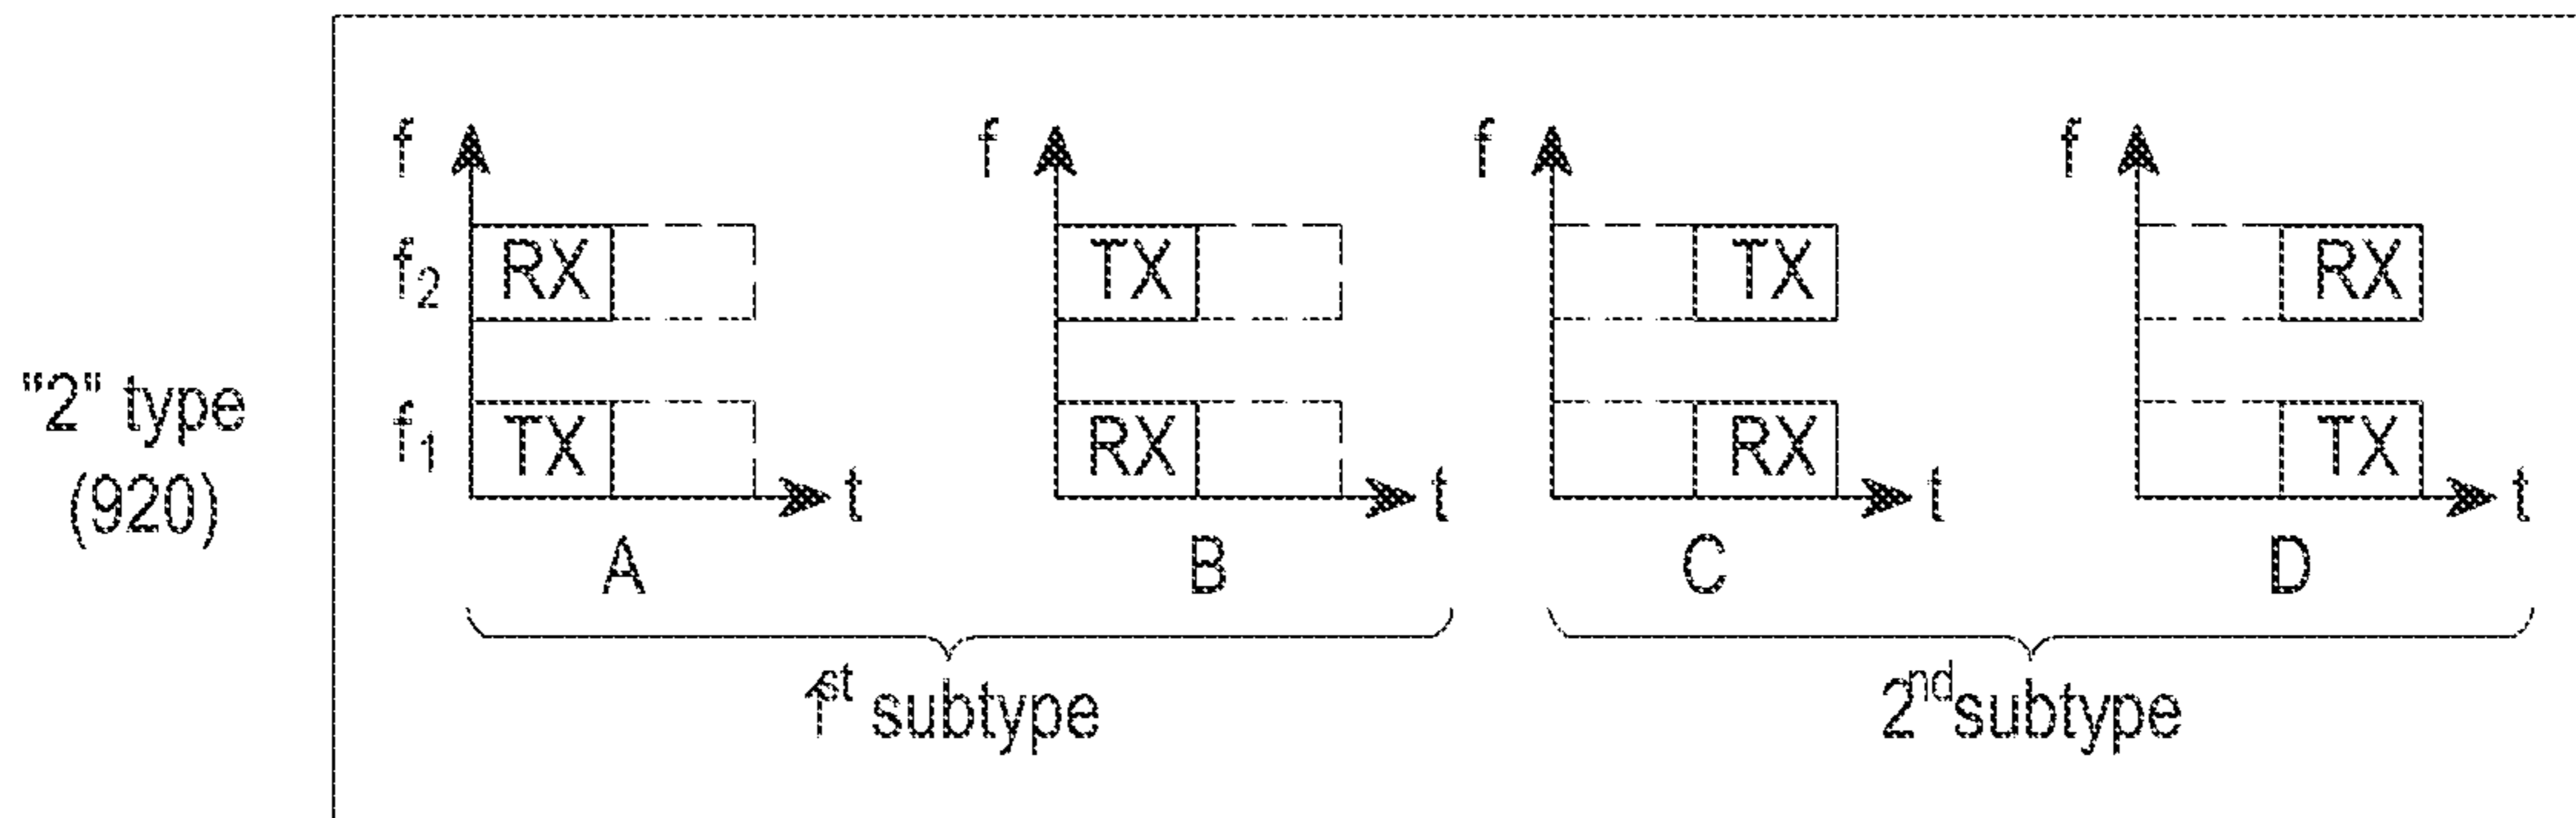 "2" type
(920)
f f f f
f2 RX TX TX RX
f1 TX RX RX TX
t t t t
A B C D
1st subtype 2nd subtype